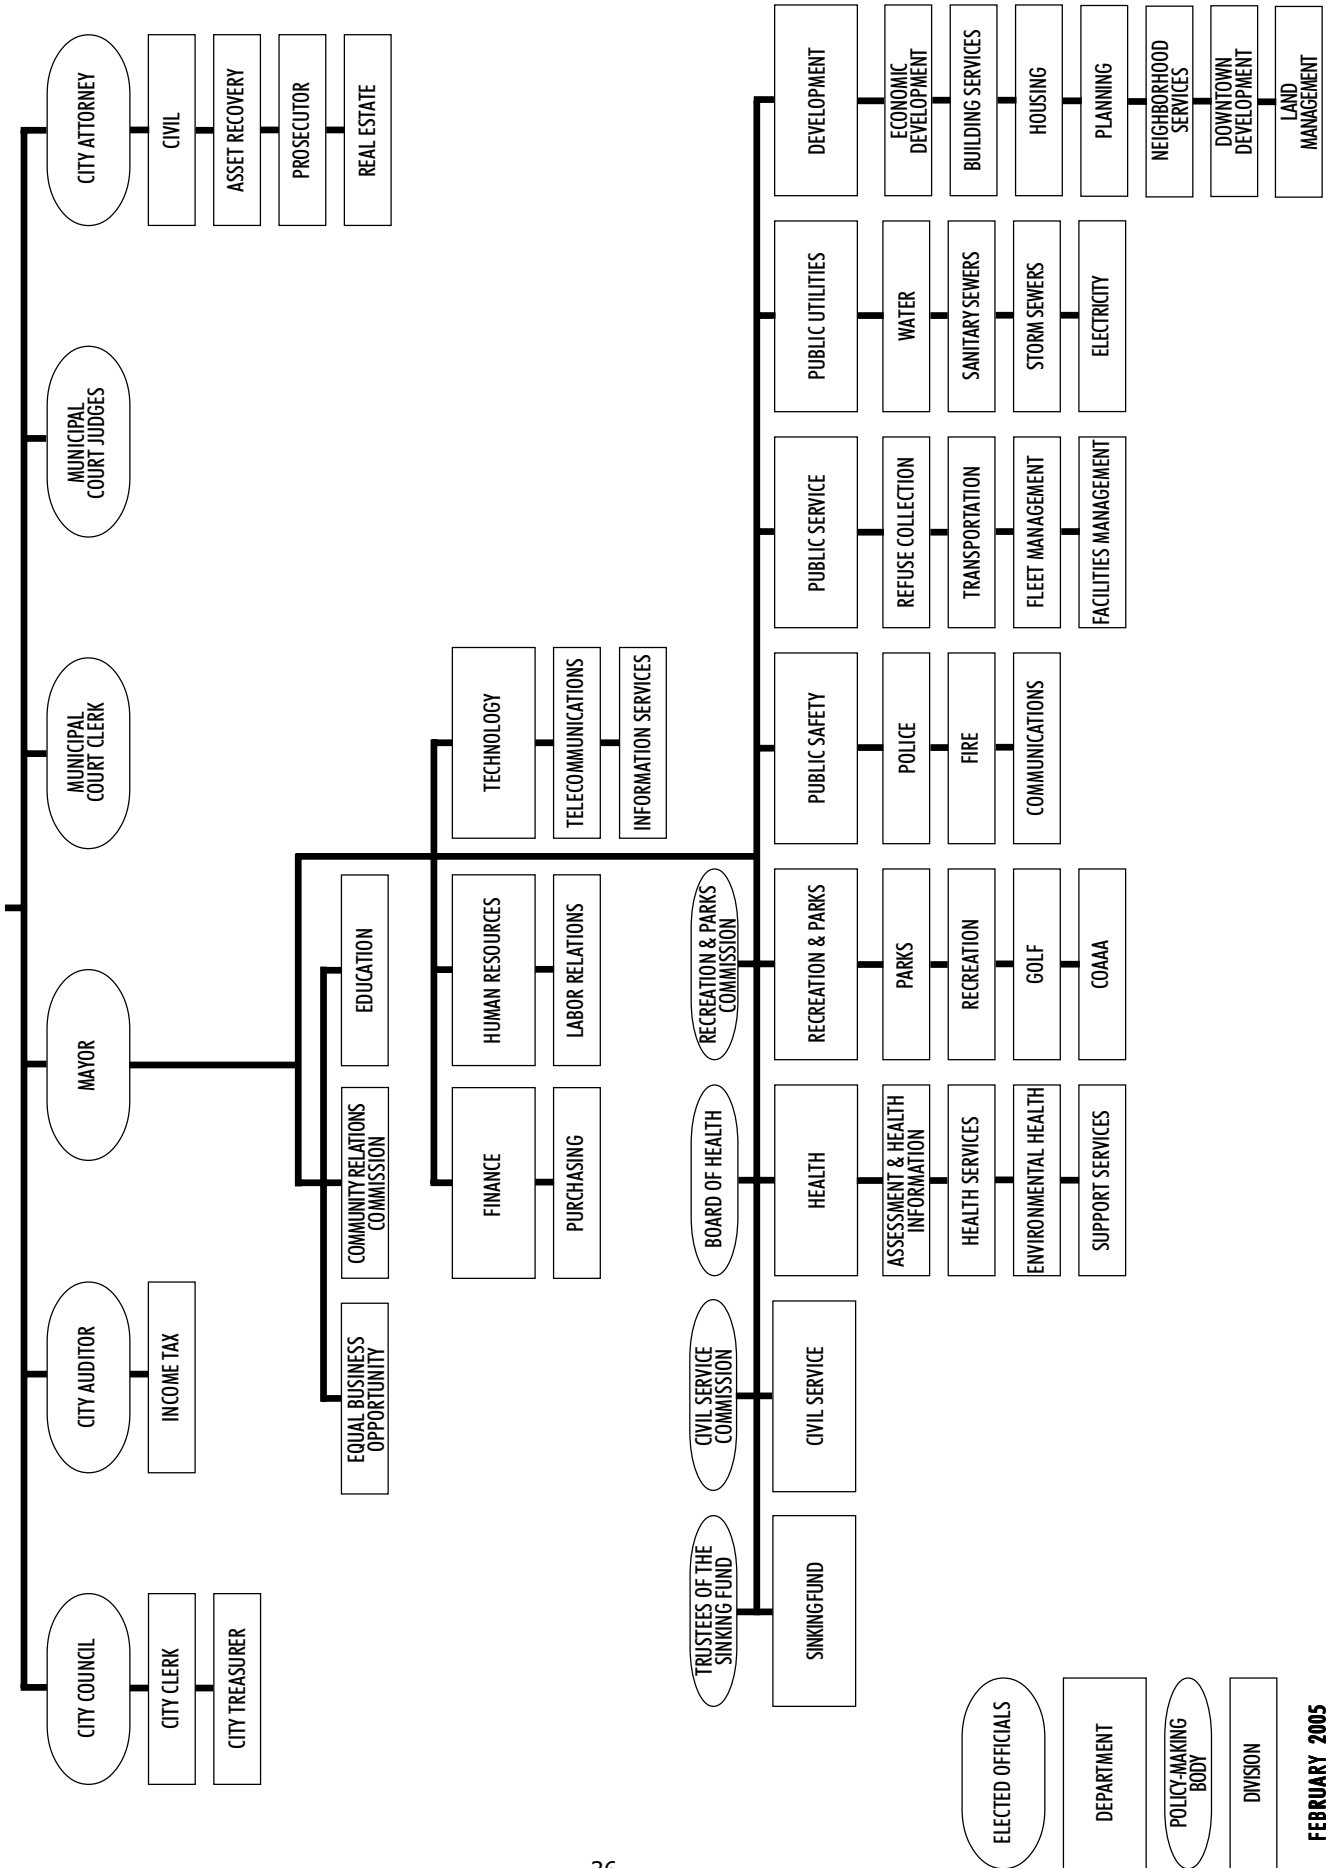 CITY COUNCIL
CITY CLERK
CITY TREASURER
CITY AUDITOR
INCOME TAX
MAYOR
MUNICIPAL
COURT CLERK
MUNICIPAL
COURT JUDGES
CITY ATTORNEY
CIVIL
ASSET RECOVERY
PROSECUTOR
REAL ESTATE
EQUAL BUSINESS
OPPORTUNITY
COMMUNITY RELATIONS
COMMISSION
EDUCATION
FINANCE
PURCHASING
HUMAN RESOURCES
LABOR RELATIONS
TECHNOLOGY
TELECOMMUNICATIONS
INFORMATION SERVICES
TRUSTEES OF THE
SINKING FUND
SINKING FUND
CIVIL SERVICE
COMMISSION
CIVIL SERVICE
BOARD OF HEALTH
HEALTH
ASSESSMENT & HEALTH
INFORMATION
HEALTH SERVICES
ENVIRONMENTAL HEALTH
SUPPORT SERVICES
RECREATION & PARKS
COMMISSION
RECREATION & PARKS
PARKS
RECREATION
GOLF
COAAA
PUBLIC SAFETY
POLICE
FIRE
COMMUNICATIONS
PUBLIC SERVICE
REFUSE COLLECTION
TRANSPORTATION
FLEET MANAGEMENT
FACILITIES MANAGEMENT
PUBLIC UTILITIES
WATER
SANITARY SEWERS
STORM SEWERS
ELECTRICITY
DEVELOPMENT
ECONOMIC
DEVELOPMENT
BUILDING SERVICES
HOUSING
PLANNING
NEIGHBORHOOD
SERVICES
DOWNTOWN
DEVELOPMENT
LAND
MANAGEMENT
ELECTED OFFICIALS
DEPARTMENT
POLICY-MAKING
BODY
DIVISION
FEBRUARY 2005